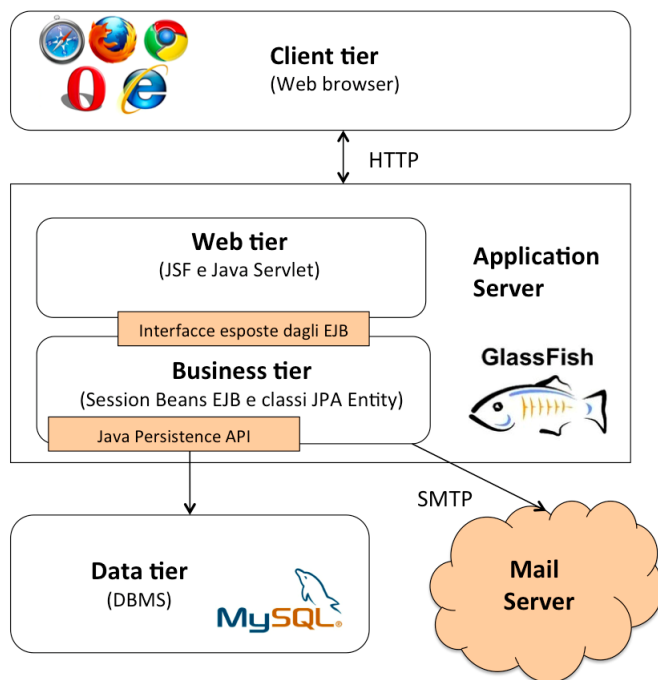 Client tier
(Web browser)
HTTP
Web tier
(JSF e Java Servlet)
Application
Server
Interfacce esposte dagli EJB
GlassFish
Business tier
(Session Beans EJB e classi JPA Entity)
Java Persistence API
SMTP
Data tier
(DBMS)
MySQL®
Mail
Server